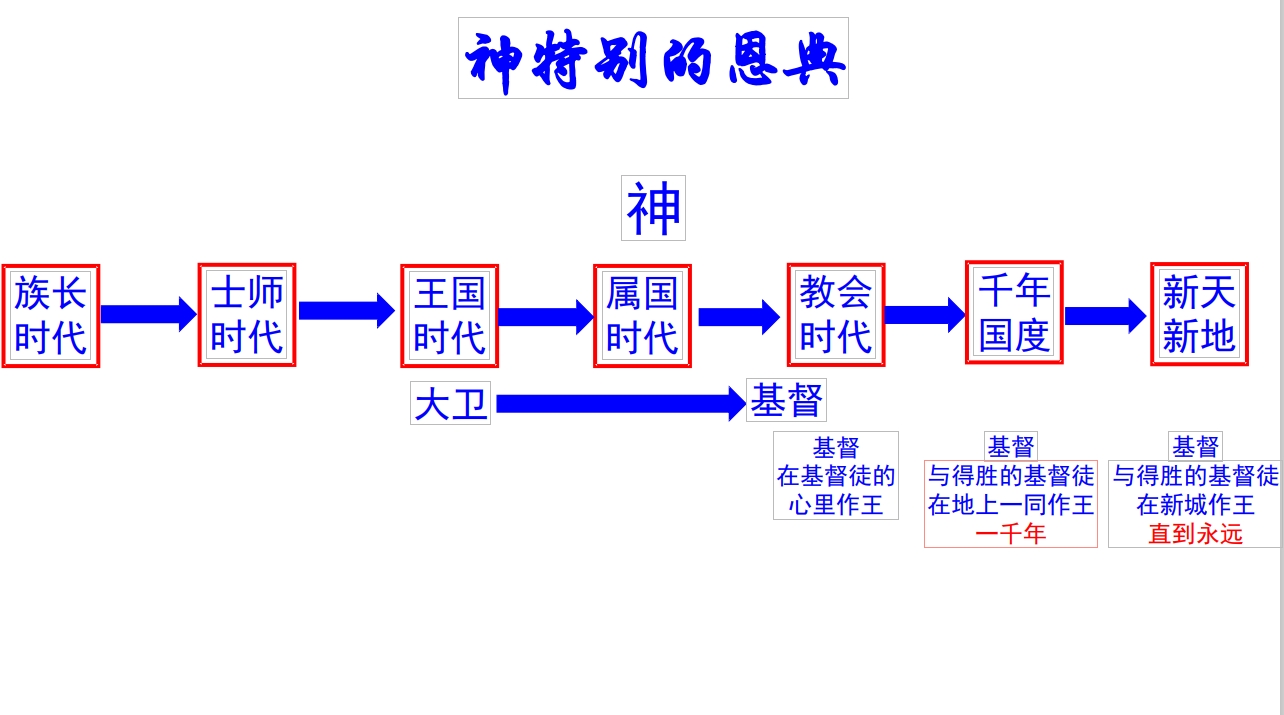 神特别的恩典
神
族长
时代
士师
时代
王国
时代
属国
时代
教会
时代
千年
国度
新天
新地
大卫
基督
基督
在基督徒的
心里作王
基督
与得胜的基督徒
在地上一同作王
一千年
基督
与得胜的基督徒
在新城作王
直到永远